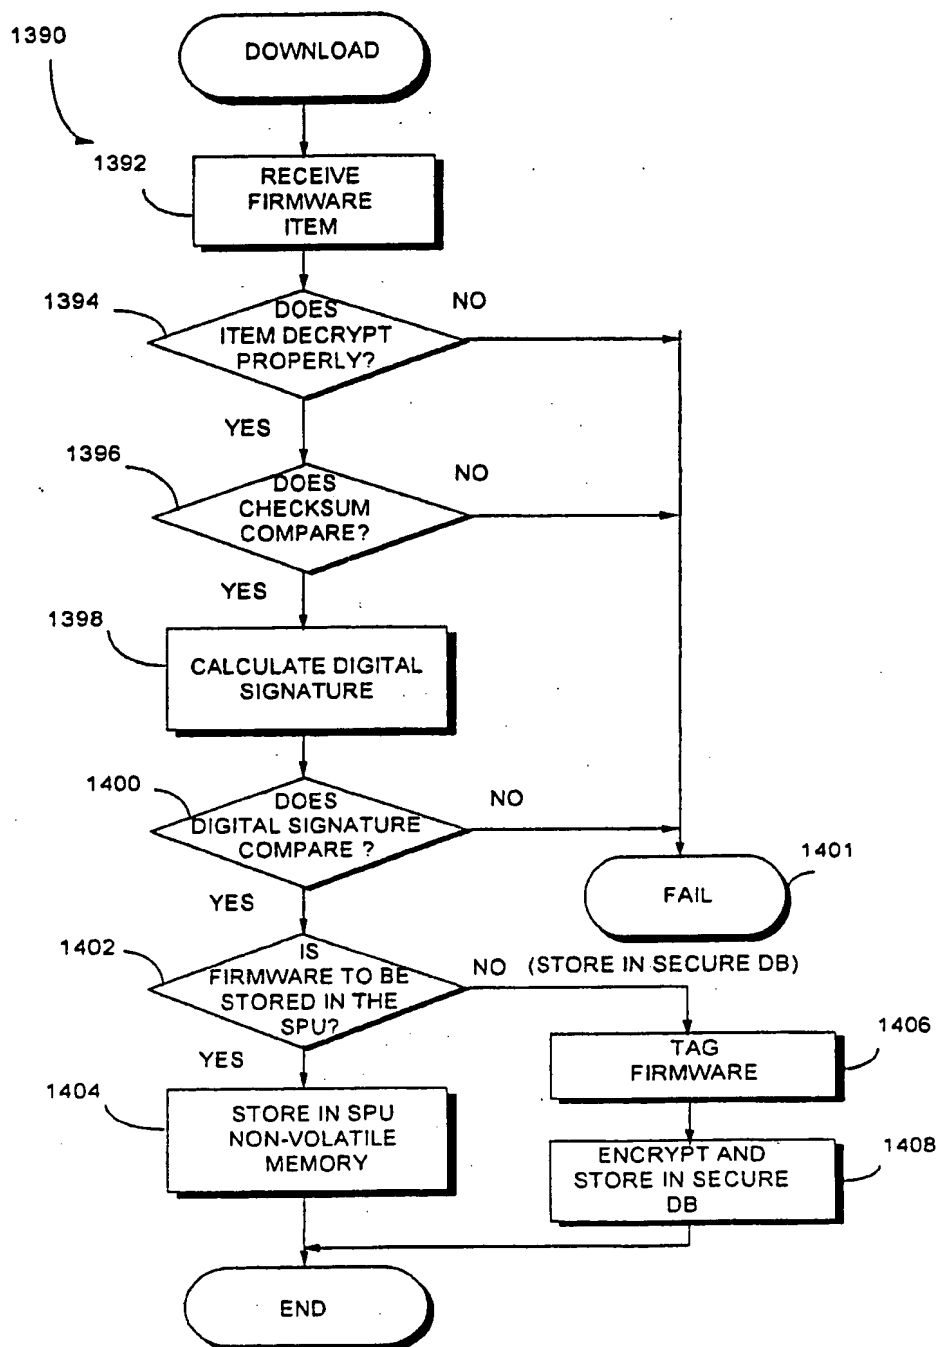 1390
DOWNLOAD
1392
RECEIVE
FIRMWARE
ITEM
1394
DOES
ITEM DECRYPT
PROPERLY?
NO
YES
1396
DOES
CHECKSUM
COMPARE?
NO
YES
1398
CALCULATE DIGITAL
SIGNATURE
1400
DOES
DIGITAL SIGNATURE
COMPARE ?
NO
YES
1401
FAIL
1402
IS
FIRMWARE TO BE
STORED IN THE
SPU?
NO (STORE IN SECURE DB)
YES
1404
STORE IN SPU
NON-VOLATILE
MEMORY
1406
TAG
FIRMWARE
1408
ENCRYPT AND
STORE IN SECURE
DB
END